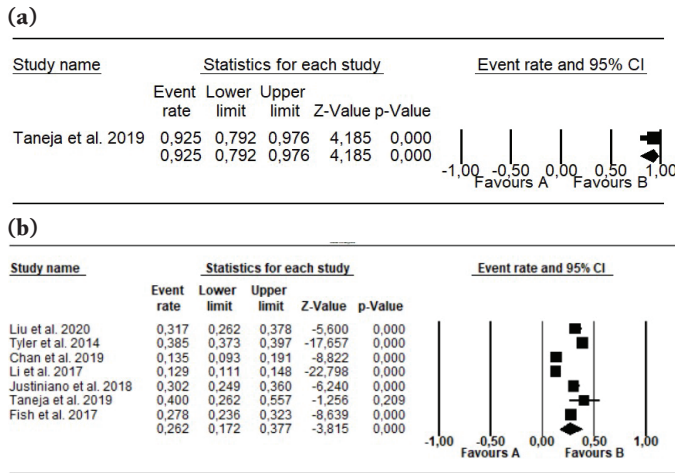 (a)
Study name Statistics for each study Event rate and 95% CI
Event Lower Upper
rate limit limit Z-Value p-Value
Taneja et al. 2019 0,925 0,792 0,976 4,185 0,000
0,925 0,792 0,976 4,185 0,000
-1,00 -0,50 0,00 0,50 1,00
Favours A Favours B
(b)
Study name Statistics for each study Event rate and 95% CI
Event Lower Upper
rate limit limit Z-Value p-Value
Liu et al. 2020 0,317 0,262 0,378 -5,600 0,000
Tyler et al. 2014 0,385 0,373 0,397 -17,657 0,000
Chan et al. 2019 0,135 0,093 0,191 -8,822 0,000
Li et al. 2017 0,129 0,111 0,148 -22,798 0,000
Justiniano et al. 2018 0,302 0,249 0,360 -6,240 0,000
Taneja et al. 2019 0,400 0,262 0,557 -1,256 0,209
Fish et al. 2017 0,278 0,236 0,323 -8,639 0,000
0,262 0,172 0,377 -3,815 0,000
-1,00 -0,50 0,00 0,50 1,00
Favours A Favours B